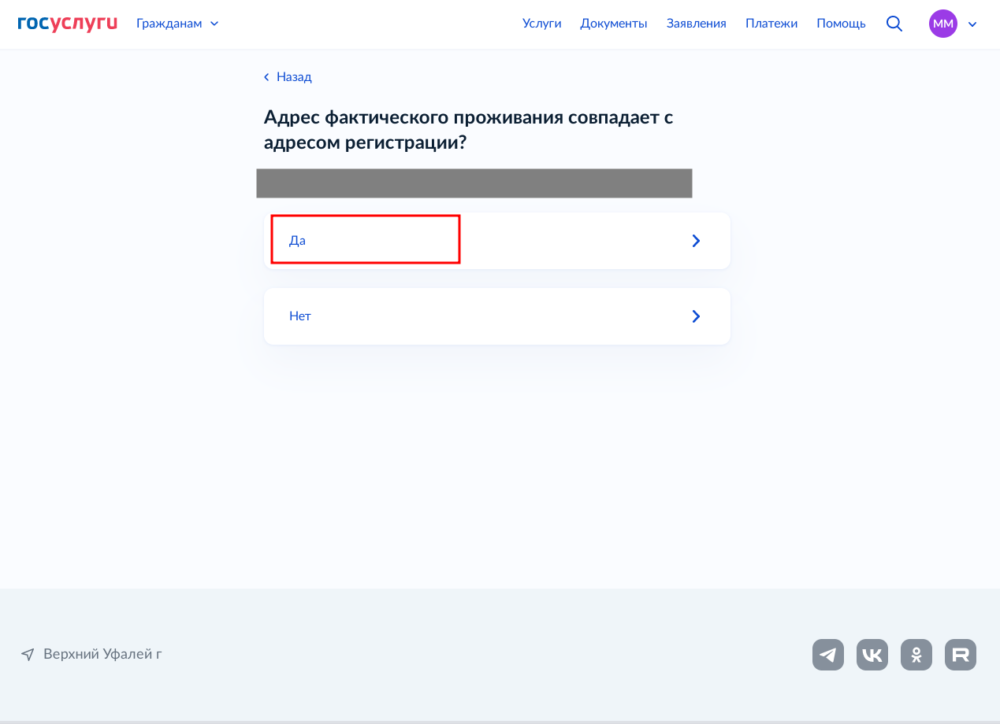 госуслуги Гражданам Услуги Документы Заявления Платежи Помощь ММ
Назад
Адрес фактического проживания совпадает с
адресом регистрации?
Да
Нет
Верхний Уфалей г